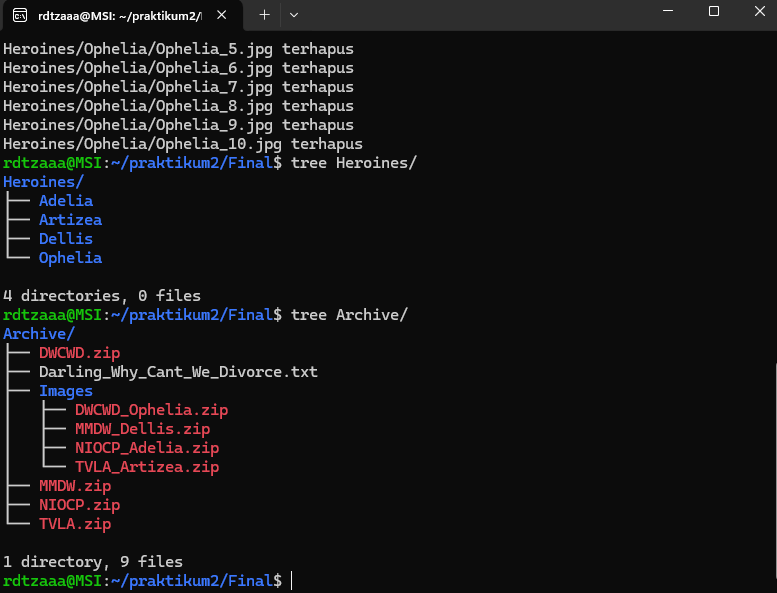 rdtzaaa@MSI: ~/praktikum2/
Heroines/Ophelia/Ophelia_5.jpg terhapus
Heroines/Ophelia/Ophelia_6.jpg terhapus
Heroines/Ophelia/Ophelia_7.jpg terhapus
Heroines/Ophelia/Ophelia_8.jpg terhapus
Heroines/Ophelia/Ophelia_9.jpg terhapus
Heroines/Ophelia/Ophelia_10.jpg terhapus
rdtzaaa@MSI:~/praktikum2/Final$ tree Heroines/
Heroines/
├── Adelia
├── Artizea
├── Dellis
└── Ophelia
4 directories, 0 files
rdtzaaa@MSI:~/praktikum2/Final$ tree Archive/
Archive/
├── DWCWD.zip
├── Darling_Why_Cant_We_Divorce.txt
├── Images
│   ├── DWCWD_Ophelia.zip
│   ├── MMDW_Dellis.zip
│   ├── NIOCP_Adelia.zip
│   └── TVLA_Artizea.zip
├── MMDW.zip
├── NIOCP.zip
└── TVLA.zip
1 directory, 9 files
rdtzaaa@MSI:~/praktikum2/Final$